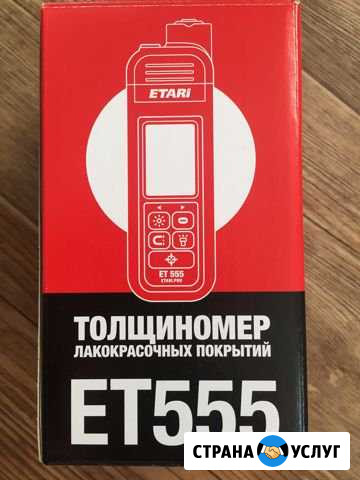 ETARI
ET 555
ETARI.PRO
ТОЛЩИНОМЕР
ЛАКОКРАСОЧНЫХ ПОКРЫТИЙ
ET555
СТРАНА УСЛУГ